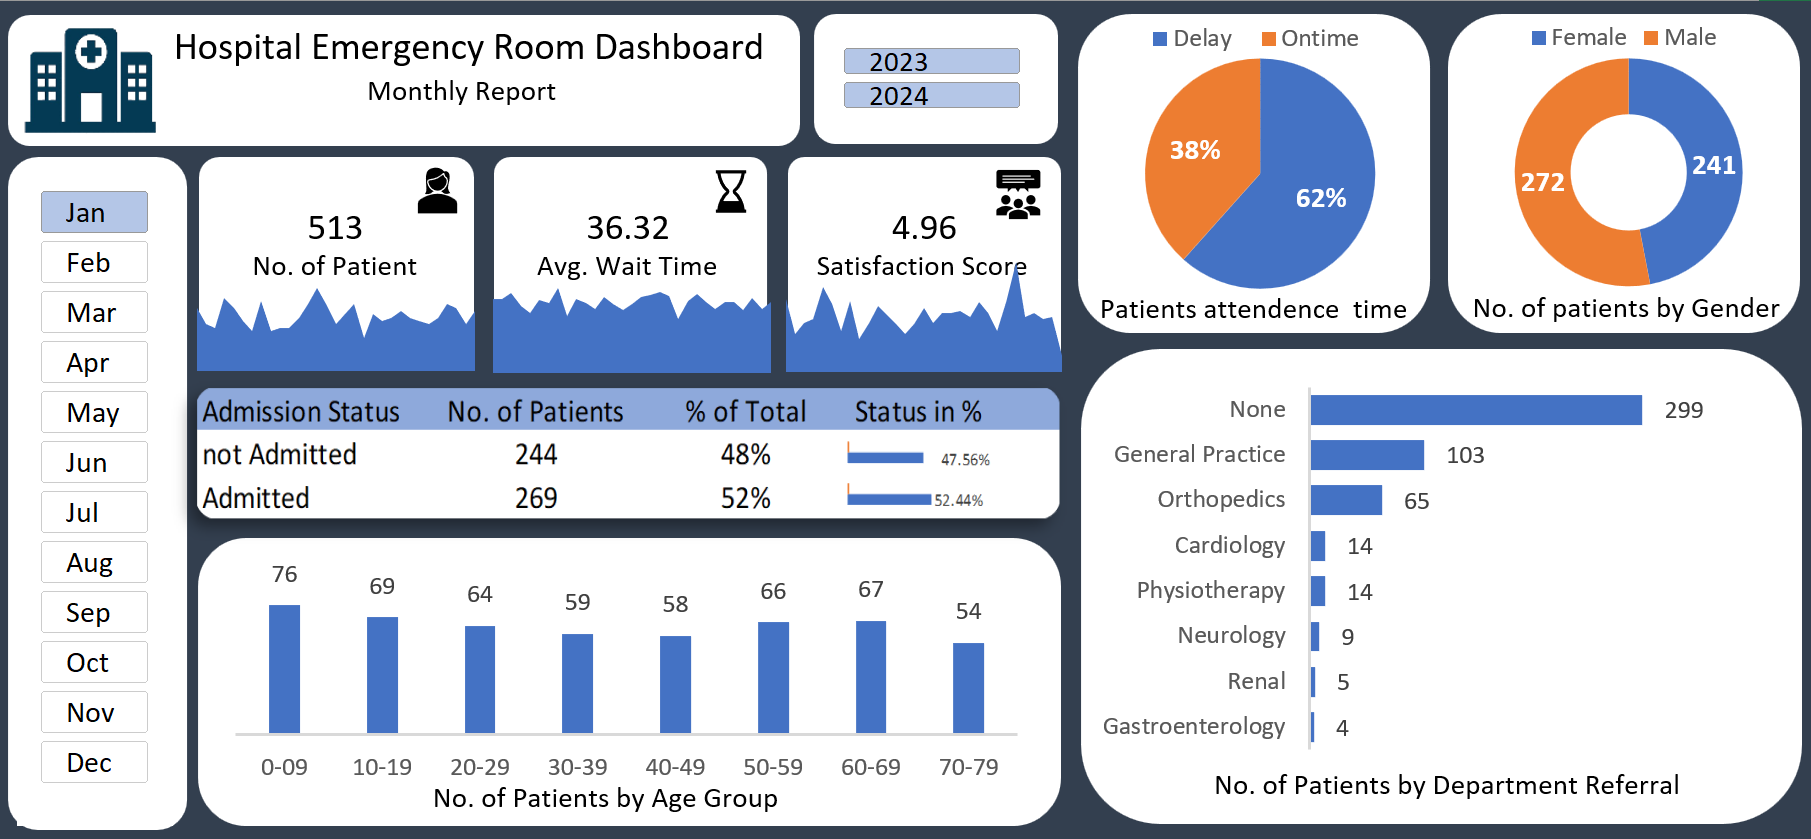 Hospital Emergency Room Dashboard
Monthly Report
2023
2024
Jan
Feb
Mar
Apr
May
Jun
Jul
Aug
Sep
Oct
Nov
Dec
513
No. of Patient
36.32
Avg. Wait Time
4.96
Satisfaction Score
Admission Status No. of Patients % of Total Status in %
not Admitted 244 48% 47.56%
Admitted 269 52% 52.44%
76 69 64 59 58 66 67 54
0-09 10-19 20-29 30-39 40-49 50-59 60-69 70-79
No. of Patients by Age Group
Delay Ontime
38%
62%
Patients attendence time
Female Male
241
272
No. of patients by Gender
None 299
General Practice 103
Orthopedics 65
Cardiology 14
Physiotherapy 14
Neurology 9
Renal 5
Gastroenterology 4
No. of Patients by Department Referral